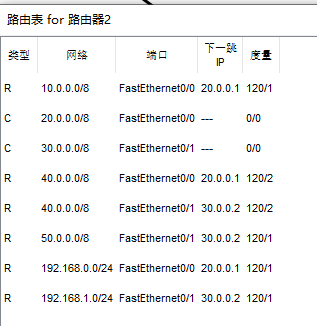 路由表 for 路由器2
类型 网络 端口 下一跳 IP 度量
R 10.0.0.0/8 FastEthernet0/0 20.0.0.1 120/1
C 20.0.0.0/8 FastEthernet0/0 --- 0/0
C 30.0.0.0/8 FastEthernet0/1 --- 0/0
R 40.0.0.0/8 FastEthernet0/0 20.0.0.1 120/2
R 40.0.0.0/8 FastEthernet0/1 30.0.0.2 120/2
R 50.0.0.0/8 FastEthernet0/1 30.0.0.2 120/1
R 192.168.0.0/24 FastEthernet0/0 20.0.0.1 120/1
R 192.168.1.0/24 FastEthernet0/1 30.0.0.2 120/1